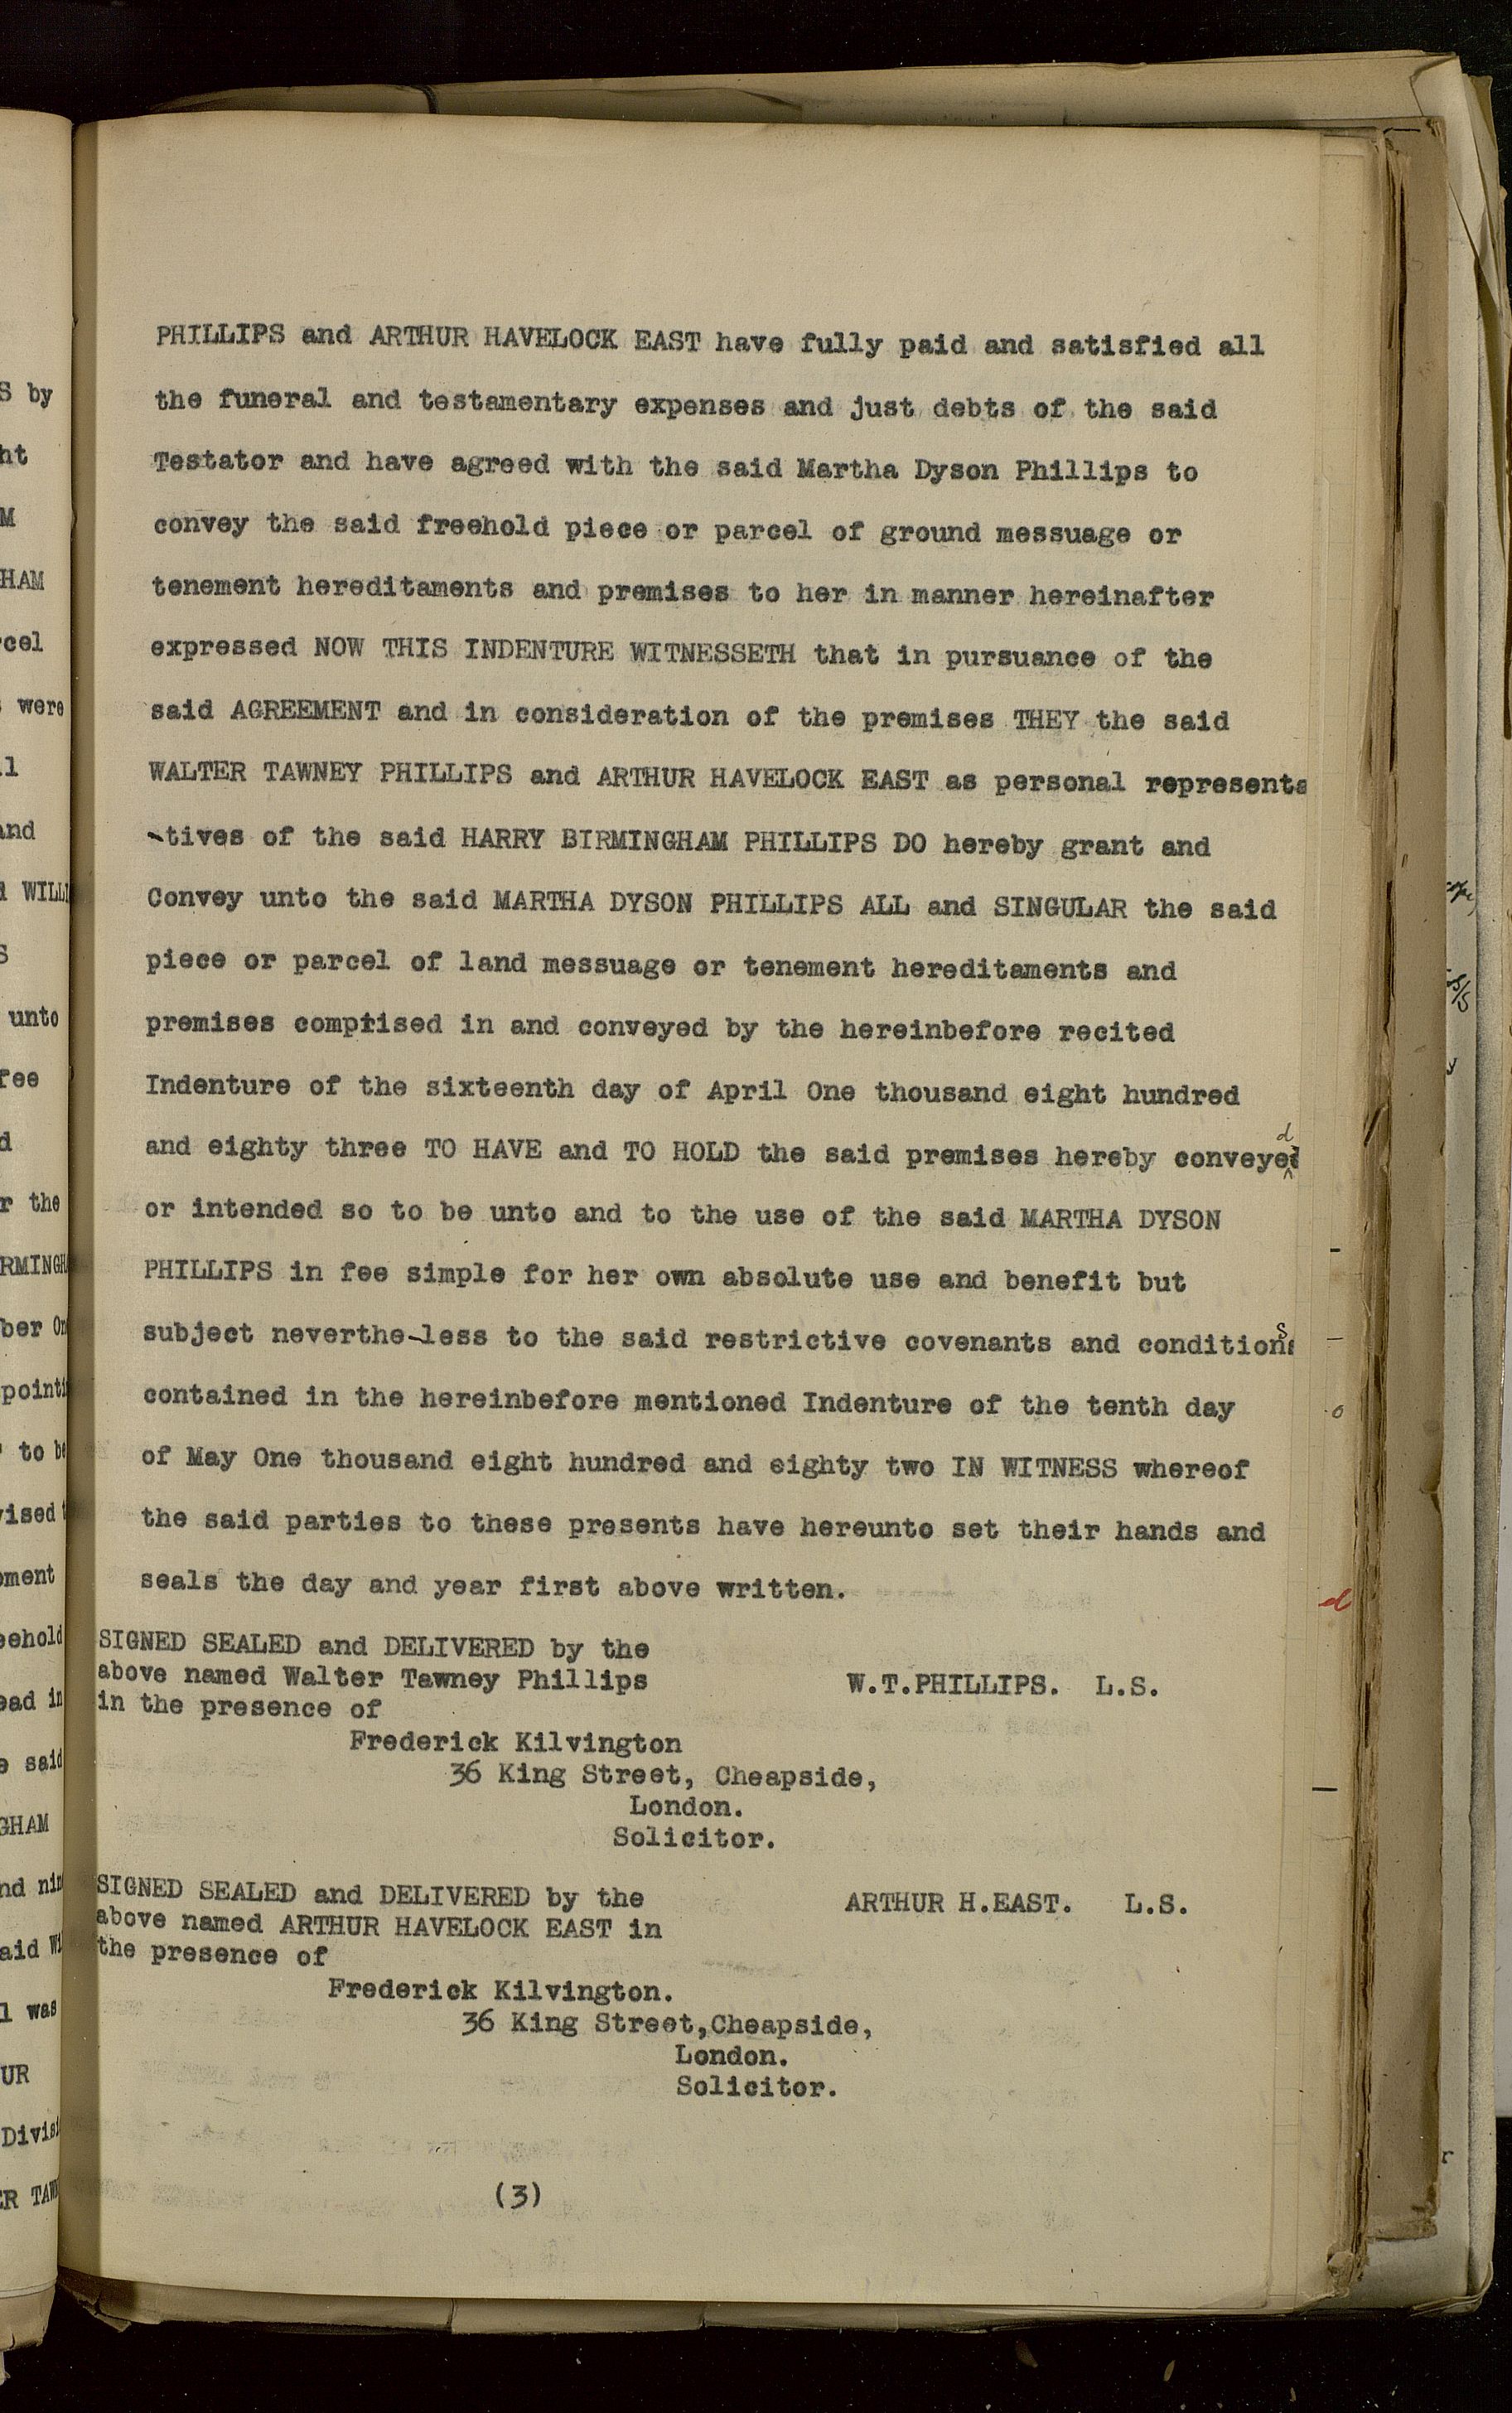 PHILLIPS and ARTHUR HAVELOCK EAST have fully paid and satisfied all
the funeral and testamentary expenses and just debts of the said
Testator and have agreed with the said Martha Dyson Phillips to
convey the said freehold piece or parcel of ground messuage or
tenement hereditaments and premises to her in manner hereinafter
expressed NOW THIS INDENTURE WITNESSETH that in pursuance of the
said AGREEMENT and in consideration of the premises THEY the said
WALTER TAWNEY PHILLIPS and ARTHUR HAVELOCK EAST as personal representa
-tives of the said HARRY BIRMINGHAM PHILLIPS DO hereby grant and
Convey unto the said MARTHA DYSON PHILLIPS ALL and SINGULAR the said
piece or parcel of land messuage or tenement hereditaments and
premises comprised in and conveyed by the hereinbefore recited
Indenture of the sixteenth day of April One thousand eight hundred
and eighty three TO HAVE and TO HOLD the said premises hereby conveyed
or intended so to be unto and to the use of the said MARTHA DYSON
PHILLIPS in fee simple for her own absolute use and benefit but
subject neverthe-less to the said restrictive covenants and conditions
contained in the hereinbefore mentioned Indenture of the tenth day
of May One thousand eight hundred and eighty two IN WITNESS whereof
the said parties to these presents have hereunto set their hands and
seals the day and year first above written.
SIGNED SEALED and DELIVERED by the
above named Walter Tawney Phillips
in the presence of
W.T.PHILLIPS. L.S.
Frederick Kilvington
36 King Street, Cheapside,
London.
Solicitor.
SIGNED SEALED and DELIVERED by the
above named ARTHUR HAVELOCK EAST in
the presence of
ARTHUR H.EAST. L.S.
Frederick Kilvington.
36 King Street,Cheapside,
London.
Solicitor.
(3)